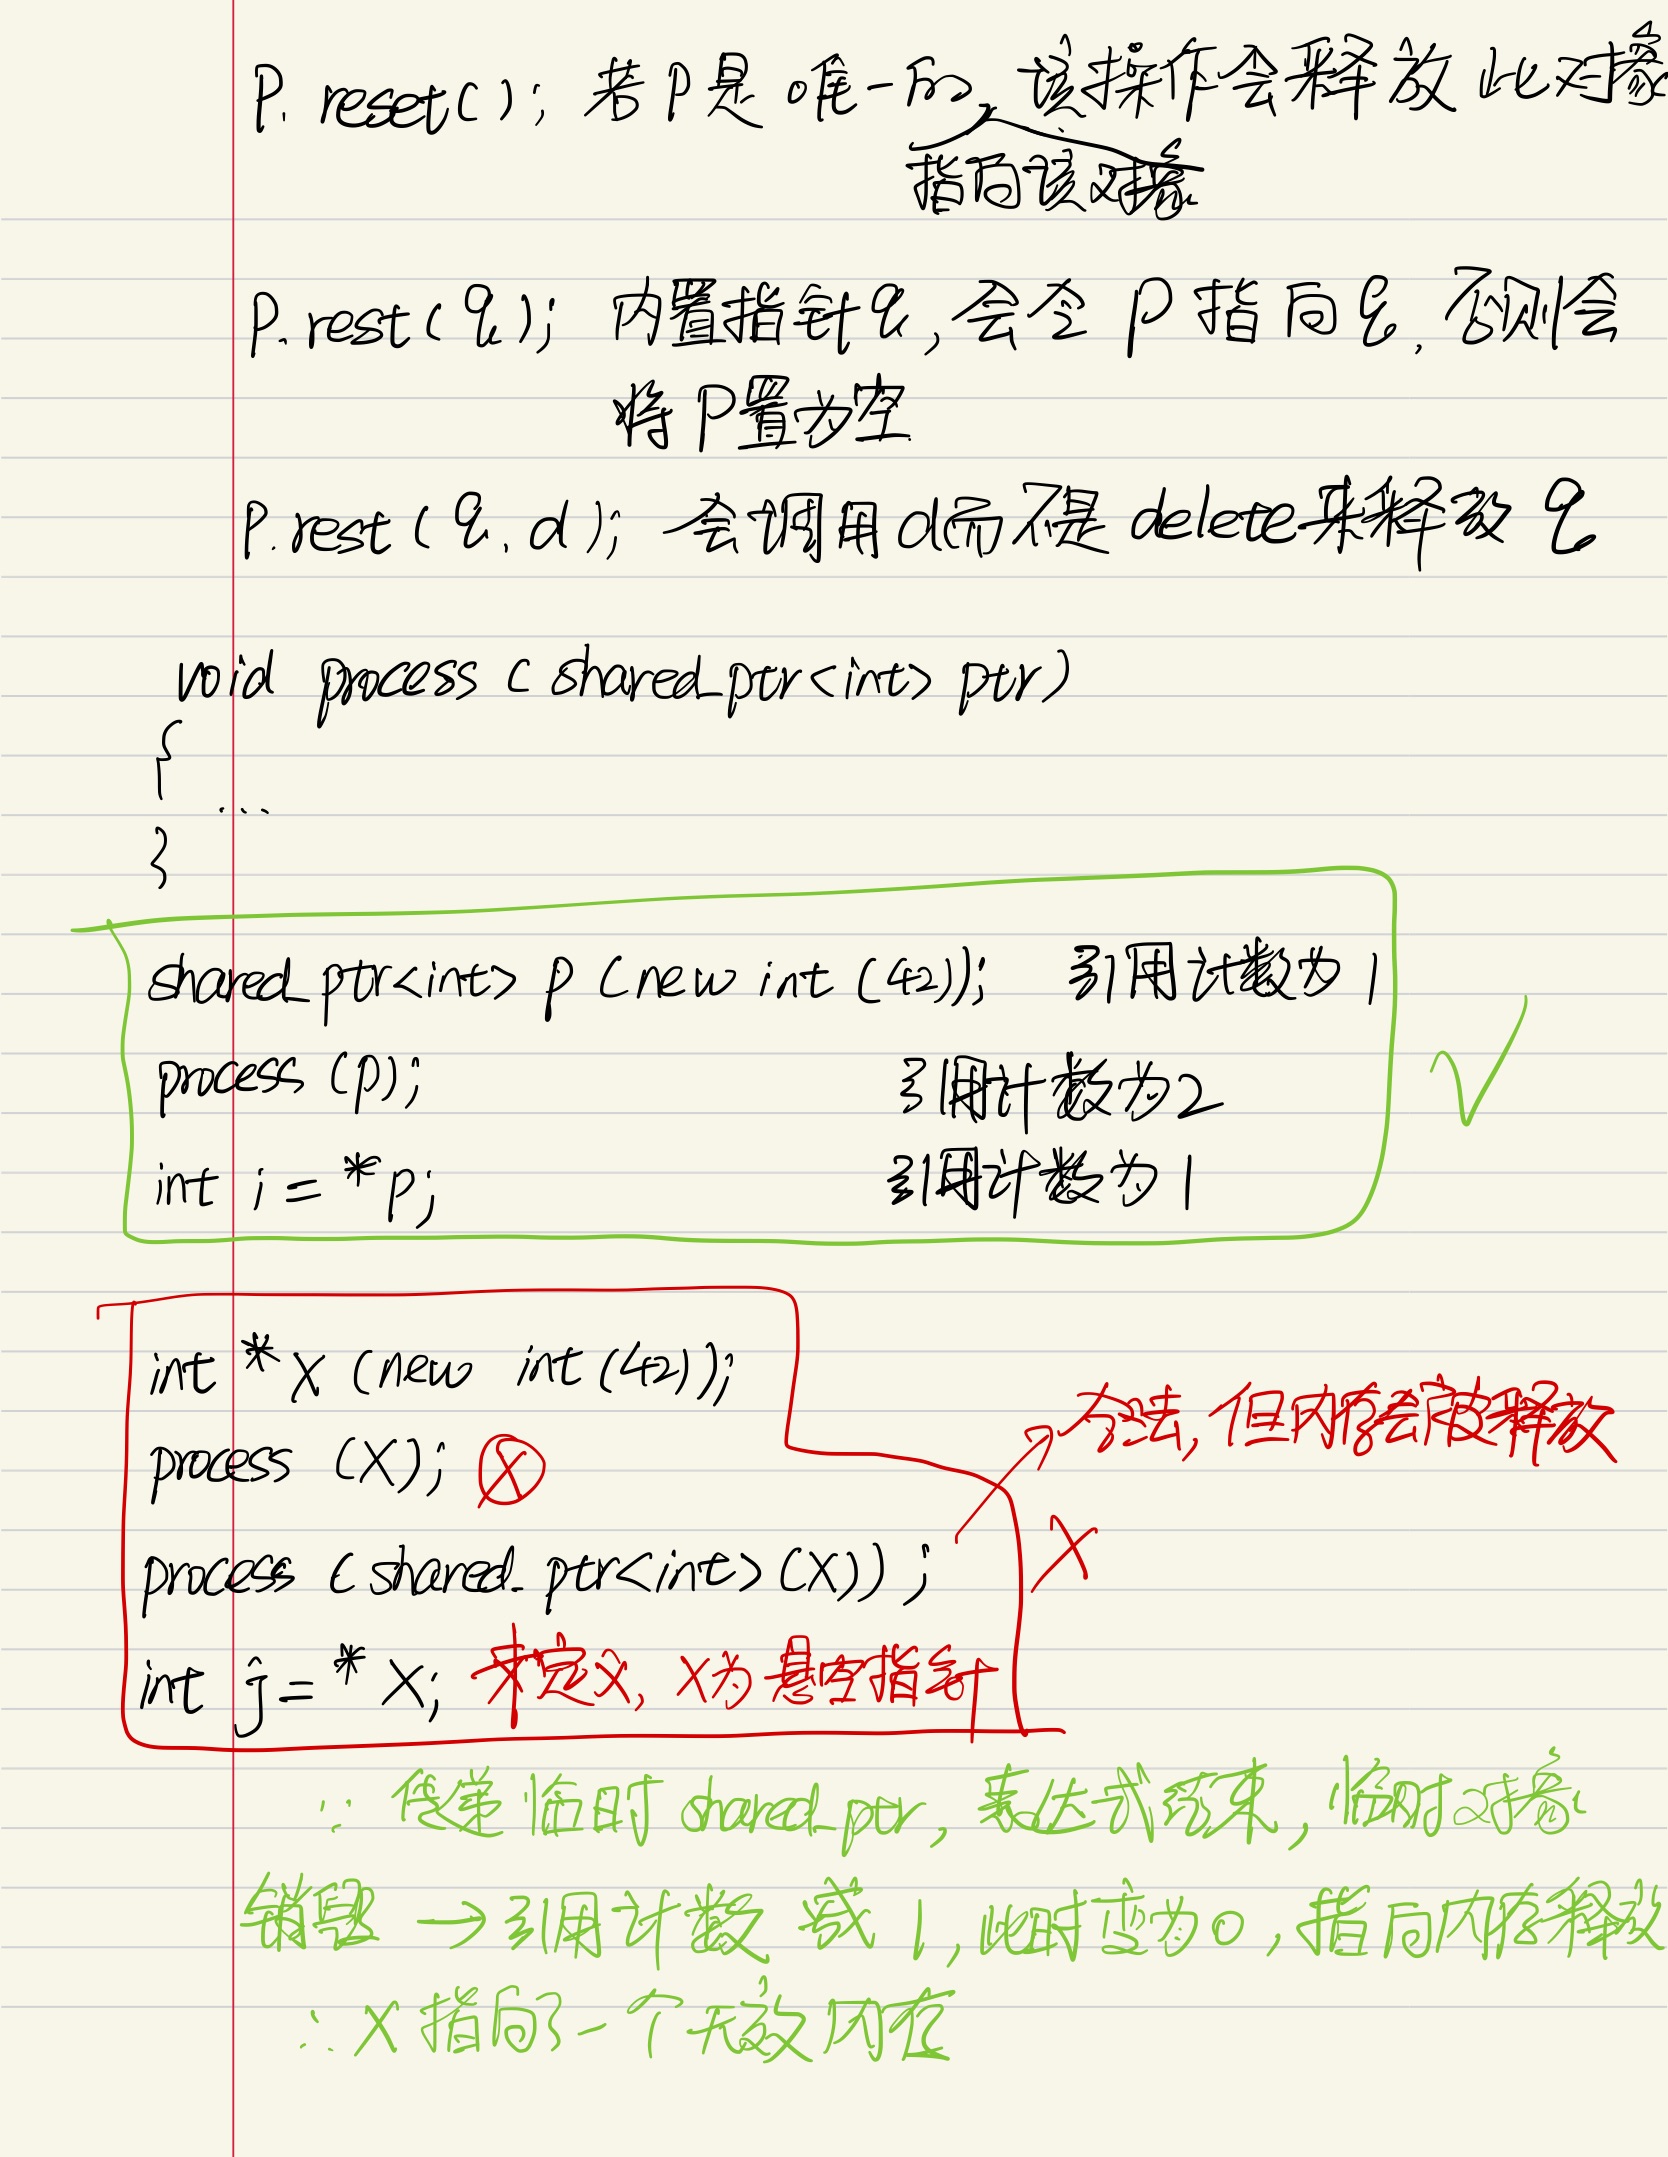 P. reset(); 若P是唯一的, 该操作会释放此对象
指向该对象
P.rest(q); 内置指针q, 会令P指向q, 否则会
将P置为空
P.rest(q, d); 会调用d而不是delete来释放q
void process (shared_ptr<int> ptr)
{
...
}
shared_ptr<int> p (new int (42)); 引用计数为1
process (p); 引用计数为2
int i = *p; 引用计数为1
int *X (new int (42));
process (X);
合法, 但内存会被释放
process (shared_ptr<int>(X));
int j = *X; 未定义, X为悬空指针
∵ 传递临时shared_ptr, 表达式结束, 临时对象
销毁 → 引用计数减1, 此时变为0, 指向内存释放
∴ X指向了一个无效内存